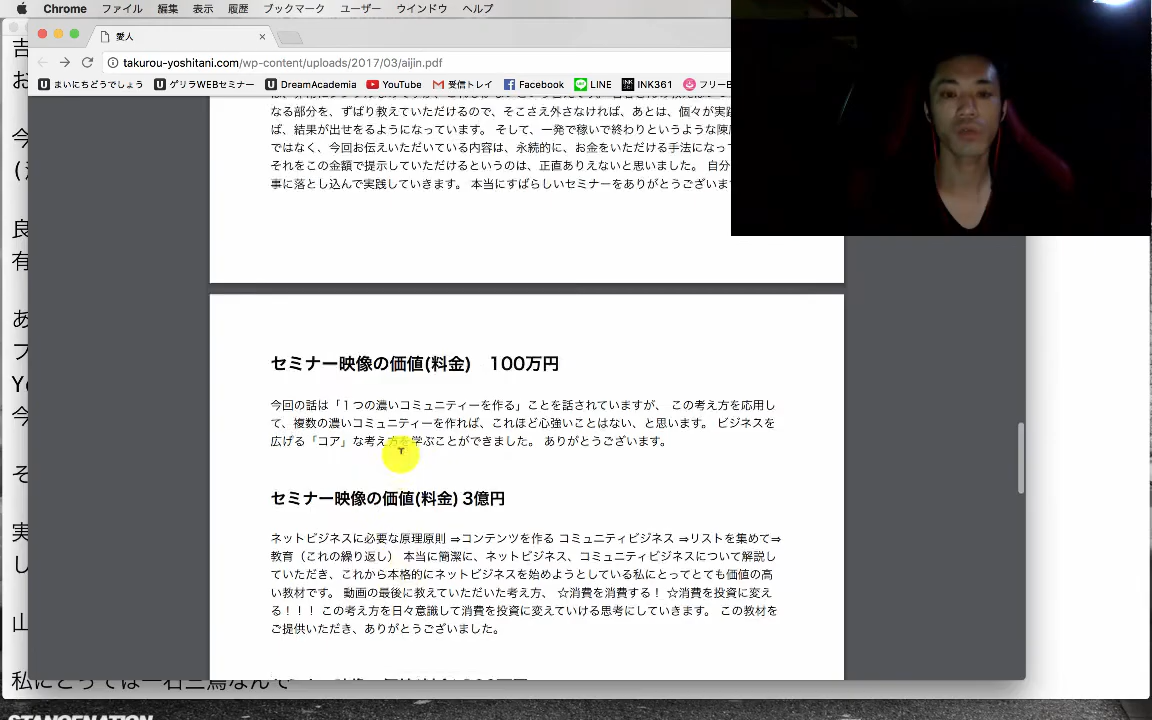 Chrome ファイル 編集 表示 履歴 ブックマーク ユーザー ウインドウ ヘルプ
愛人
takurou-yoshitani.com/wp-content/uploads/2017/03/aijin.pdf
まいにちどうでしょう ゲリラWEBセミナー DreamAcademia YouTube 受信トレイ Facebook LINE INK361 フリー
なる部分を、ずばり教えていただけるので、そこさえ外さなければ、あとは、個々が実
ば、結果が出せをるようになっています。 そして、一発で稼いで終わりというような陳
ではなく、今回お伝えいただいている内容は、永続的に、お金をいただける手法になっ
それをこの金額で提示していただけるというのは、正直ありえないと思いました。 自分
事に落とし込んで実践していきます。 本当にすばらしいセミナーをありがとうございま
セミナー映像の価値(料金) 100万円
今回の話は「１つの濃いコミュニティーを作る」ことを話されていますが、 この考え方を応用し
て、複数の濃いコミュニティーを作れば、これほど心強いことはない、と思います。 ビジネスを
広げる「コア」な考え方を学ぶことができました。 ありがとうございます。
セミナー映像の価値(料金) 3億円
ネットビジネスに必要な原理原則 ⇒コンテンツを作る コミュニティビジネス ⇒リストを集めて⇒
教育（これの繰り返し） 本当に簡潔に、ネットビジネス、コミュニティビジネスについて解説し
ていただき、これから本格的にネットビジネスを始めようとしている私にとってとても価値の高
い教材です。 動画の最後に教えていただいた考え方、 ☆消費を消費する！ ☆消費を投資に変え
る！！！ この考え方を日々意識して消費を投資に変えていける思考にしていきます。 この教材を
ご提供いただき、ありがとうございました。
吉
お
今
良
有
あ
フ
今
そ
実
し
山
私にとっては一石三鳥なんで